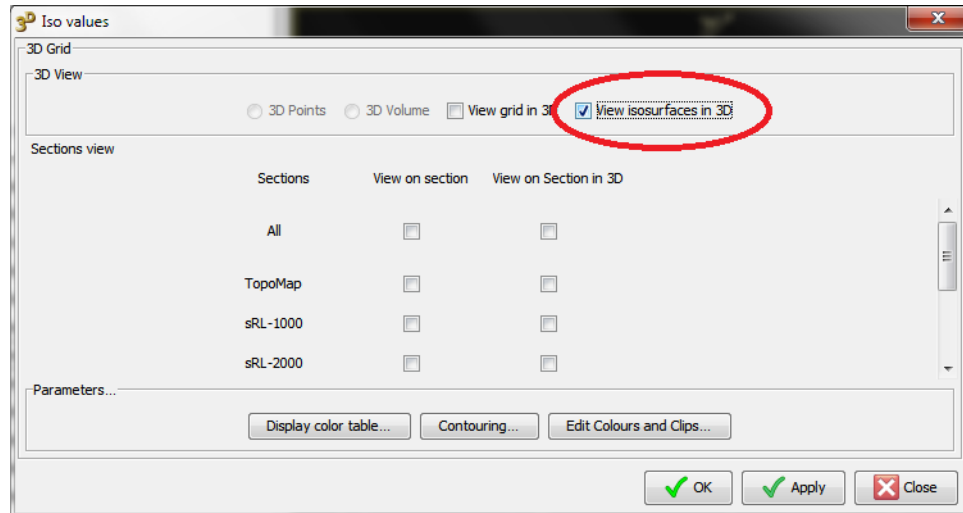 Iso values
3D Grid
3D View
3D Points 3D Volume View grid in 3D View isosurfaces in 3D
Sections view
Sections View on section View on Section in 3D
All
TopoMap
sRL-1000
sRL-2000
Parameters...
Display color table... Contouring... Edit Colours and Clips...
OK Apply Close